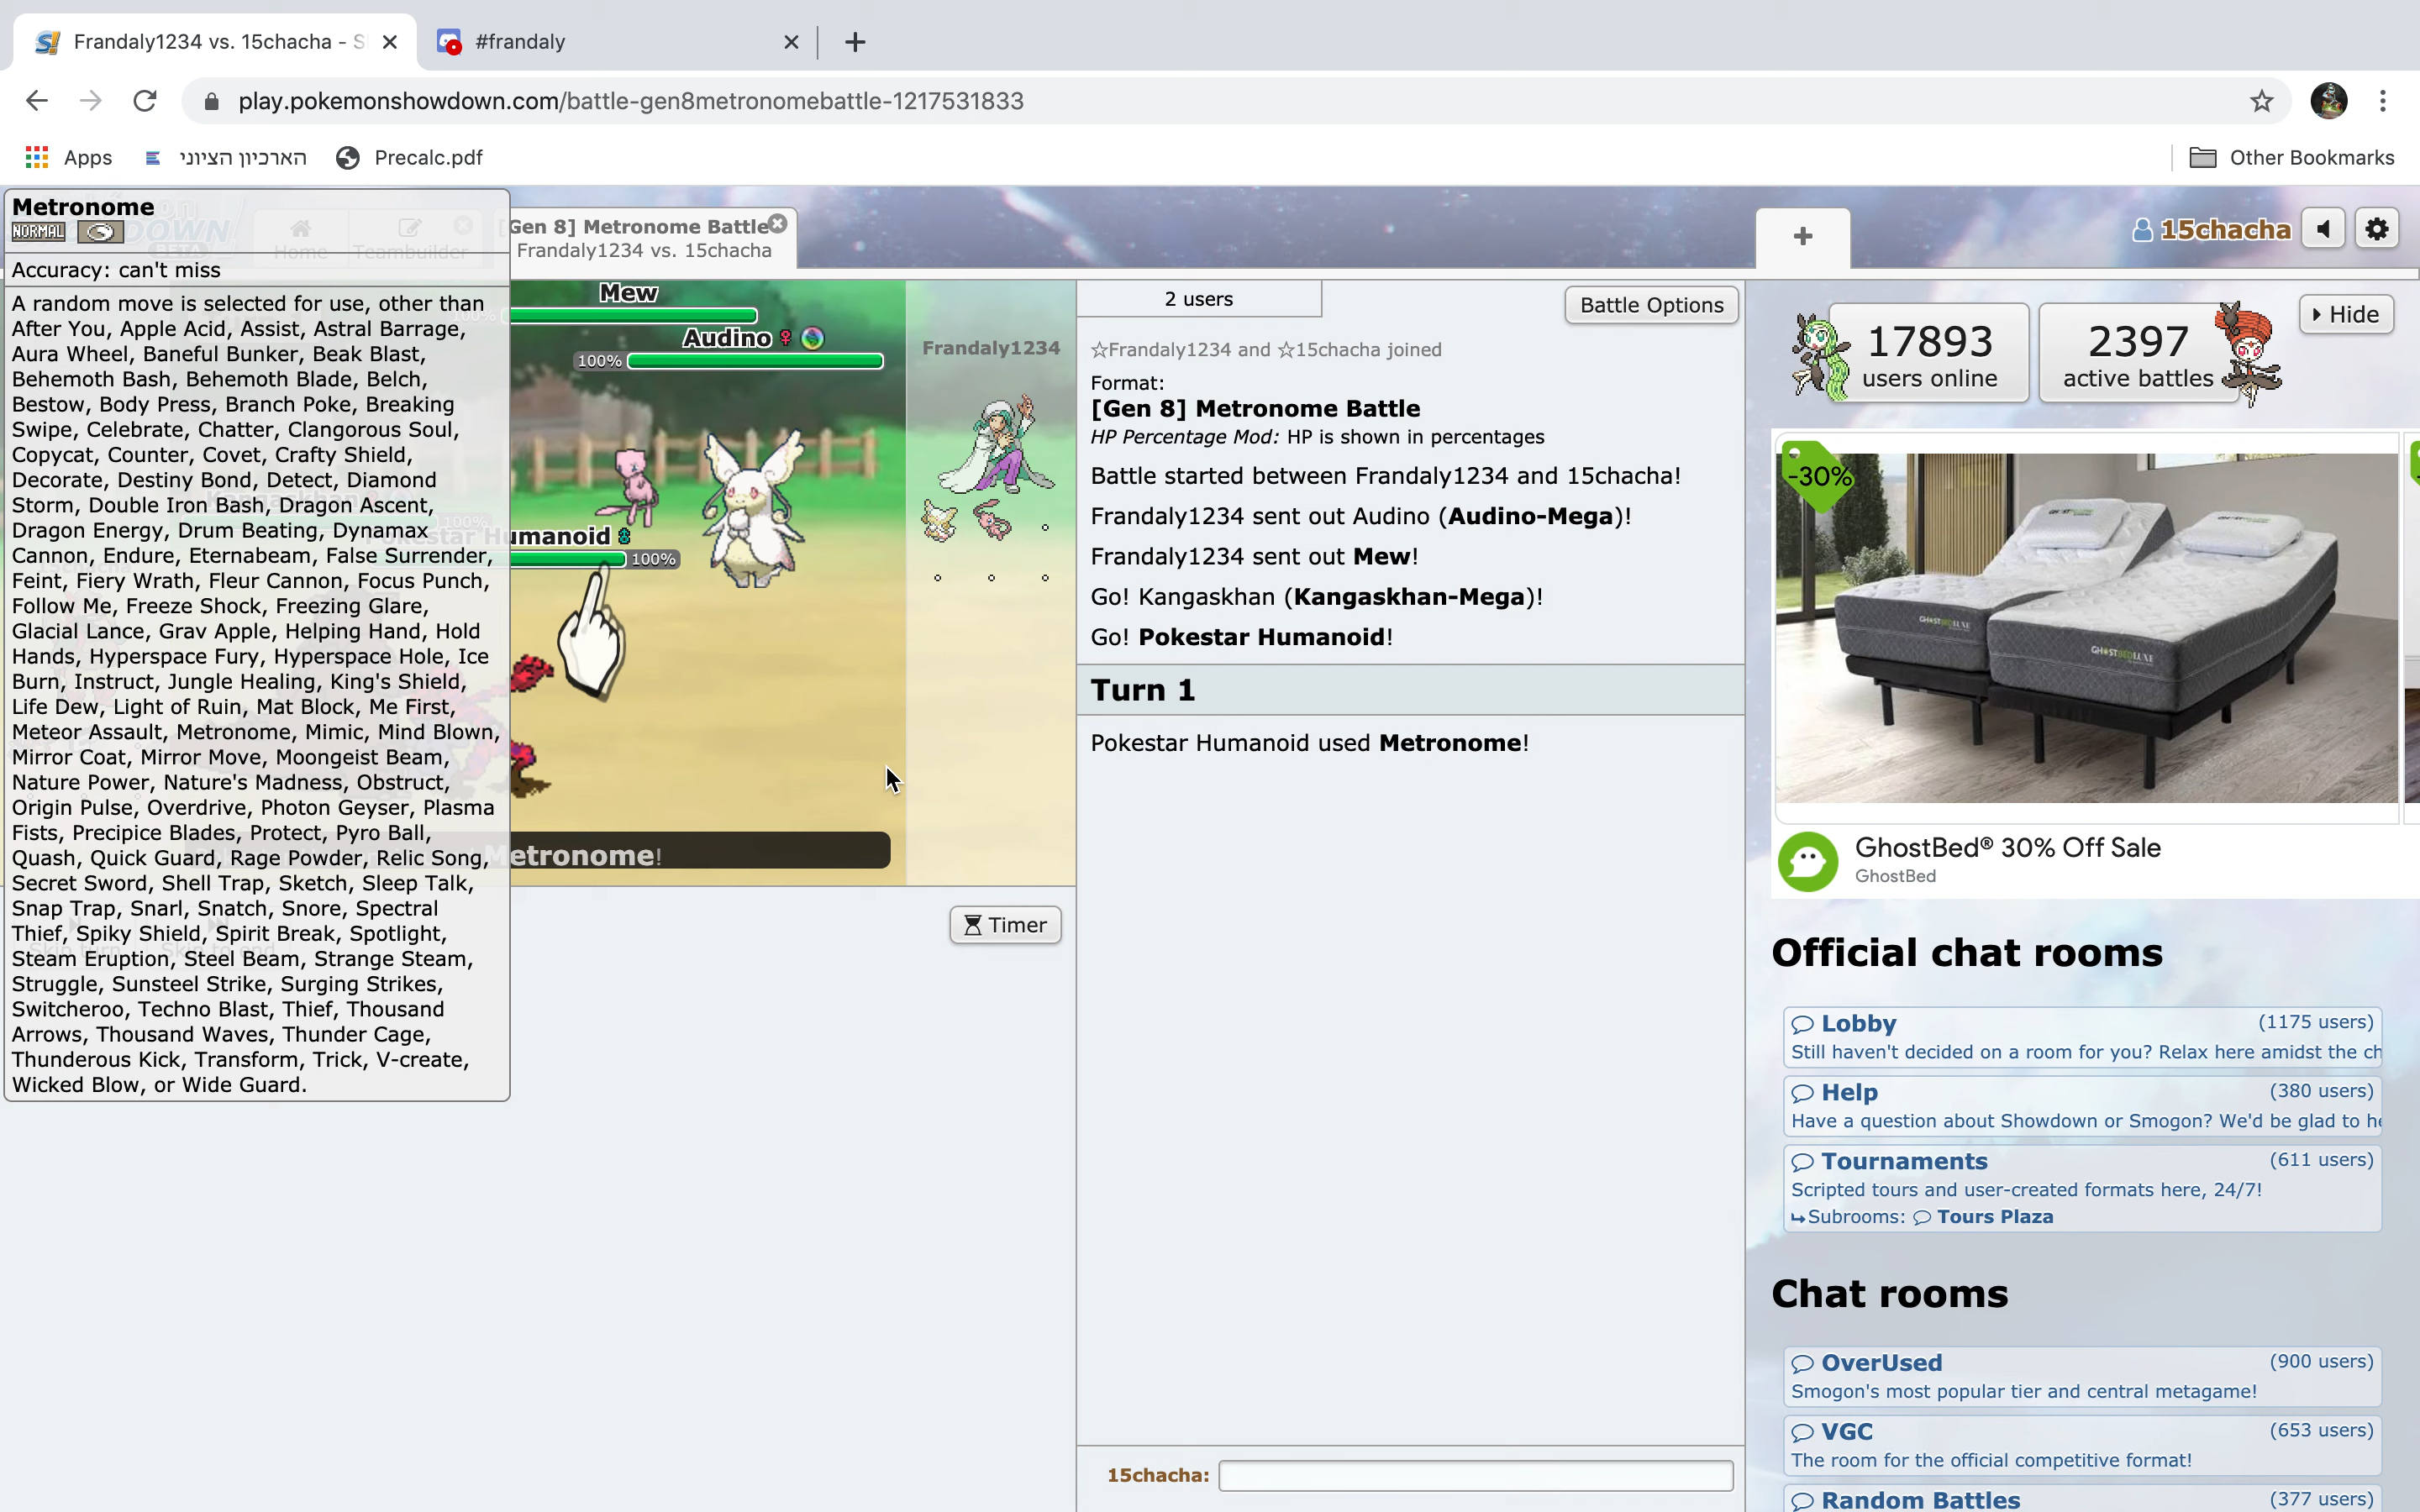 Frandaly1234 vs. 15chacha - S
#frandaly
play.pokemonshowdown.com/battle-gen8metronomebattle-1217531833
Apps
הארכיון הציוני
Precalc.pdf
Other Bookmarks
Metronome
NORMAL
Accuracy: can't miss
A random move is selected for use, other than
After You, Apple Acid, Assist, Astral Barrage,
Aura Wheel, Baneful Bunker, Beak Blast,
Behemoth Bash, Behemoth Blade, Belch,
Bestow, Body Press, Branch Poke, Breaking
Swipe, Celebrate, Chatter, Clangorous Soul,
Copycat, Counter, Covet, Crafty Shield,
Decorate, Destiny Bond, Detect, Diamond
Storm, Double Iron Bash, Dragon Ascent,
Dragon Energy, Drum Beating, Dynamax
Cannon, Endure, Eternabeam, False Surrender,
Feint, Fiery Wrath, Fleur Cannon, Focus Punch,
Follow Me, Freeze Shock, Freezing Glare,
Glacial Lance, Grav Apple, Helping Hand, Hold
Hands, Hyperspace Fury, Hyperspace Hole, Ice
Burn, Instruct, Jungle Healing, King's Shield,
Life Dew, Light of Ruin, Mat Block, Me First,
Meteor Assault, Metronome, Mimic, Mind Blown,
Mirror Coat, Mirror Move, Moongeist Beam,
Nature Power, Nature's Madness, Obstruct,
Origin Pulse, Overdrive, Photon Geyser, Plasma
Fists, Precipice Blades, Protect, Pyro Ball,
Quash, Quick Guard, Rage Powder, Relic Song,
Secret Sword, Shell Trap, Sketch, Sleep Talk,
Snap Trap, Snarl, Snatch, Snore, Spectral
Thief, Spiky Shield, Spirit Break, Spotlight,
Steam Eruption, Steel Beam, Strange Steam,
Struggle, Sunsteel Strike, Surging Strikes,
Switcheroo, Techno Blast, Thief, Thousand
Arrows, Thousand Waves, Thunder Cage,
Thunderous Kick, Transform, Trick, V-create,
Wicked Blow, or Wide Guard.
Home
Teambuilder
[Gen 8] Metronome Battle
Frandaly1234 vs. 15chacha
15chacha
Mew
100%
Audino
100%
Frandaly1234
Kangaskhan
100%
Pokestar Humanoid
100%
Metronome!
Skip turn
Skip to end
Timer
2 users
Battle Options
☆Frandaly1234 and ☆15chacha joined
Format:
[Gen 8] Metronome Battle
HP Percentage Mod: HP is shown in percentages
Battle started between Frandaly1234 and 15chacha!
Frandaly1234 sent out Audino (Audino-Mega)!
Frandaly1234 sent out Mew!
Go! Kangaskhan (Kangaskhan-Mega)!
Go! Pokestar Humanoid!
Turn 1
Pokestar Humanoid used Metronome!
15chacha:
17893
users online
2397
active battles
Hide
-30%
GHOSTBED
GHOSTBED
GHOSTBEDLUXE
GHOSTBEDLUXE
GhostBed® 30% Off Sale
GhostBed
Official chat rooms
Lobby
(1175 users)
Still haven't decided on a room for you? Relax here amidst the ch
Help
(380 users)
Have a question about Showdown or Smogon? We'd be glad to he
Tournaments
(611 users)
Scripted tours and user-created formats here, 24/7!
Subrooms: Tours Plaza
Chat rooms
OverUsed
(900 users)
Smogon's most popular tier and central metagame!
VGC
(653 users)
The room for the official competitive format!
Random Battles
(377 users)